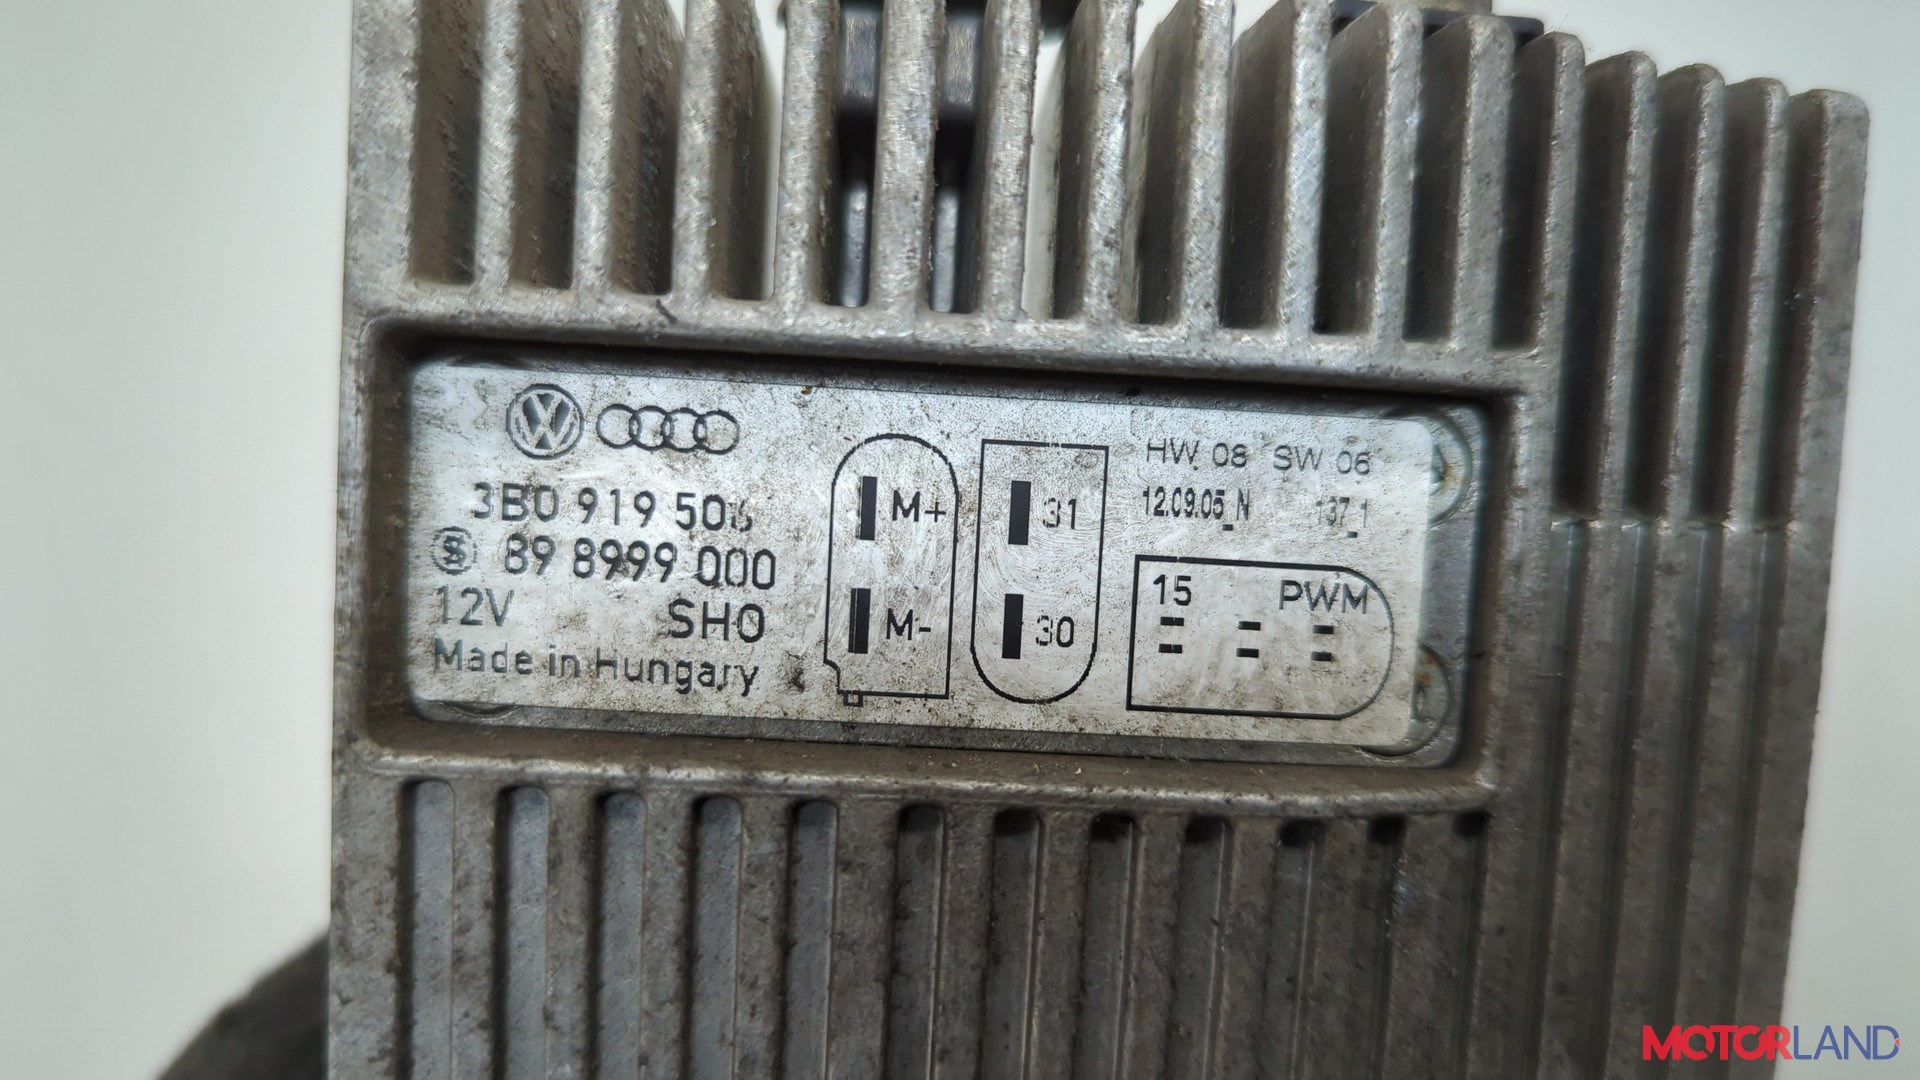 3B0 919 506
89 8999 000
12V SHO
Made in Hungary
M+
M-
31
30
HW 08 SW 06
12.09.05_N 137_1
15 PWM
MOTORLAND